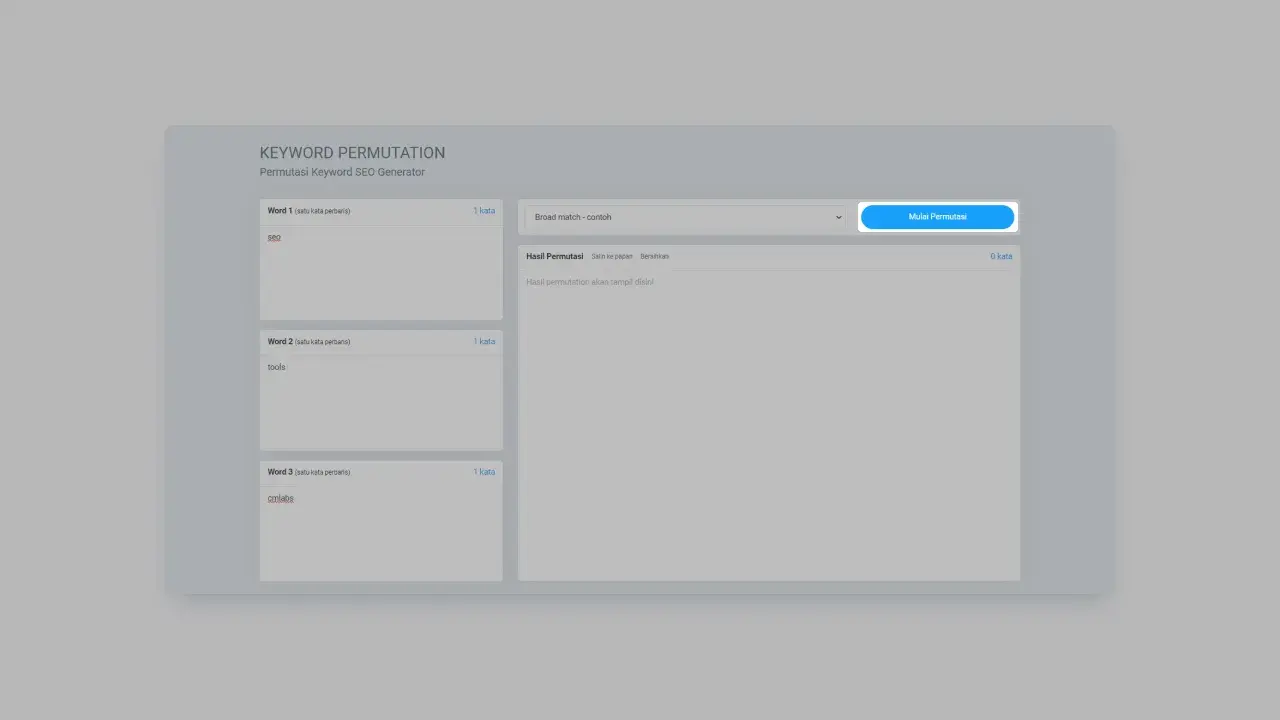 KEYWORD PERMUTATION
Permutasi Keyword SEO Generator
Word 1 (satu kata perbaris) 1 kata
seo
Word 2 (satu kata perbaris) 1 kata
tools
Word 3 (satu kata perbaris) 1 kata
cmlabs
Broad match - contoh
Mulai Permutasi
Hasil Permutasi Salin ke papan Bersihkan 0 kata
Hasil permutation akan tampil disini